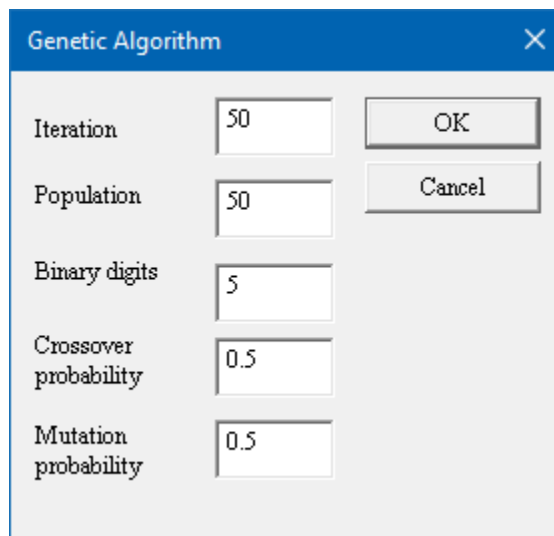 Genetic Algorithm
Iteration
50
OK
Population
50
Cancel
Binary digits
5
Crossover
probability
0.5
Mutation
probability
0.5